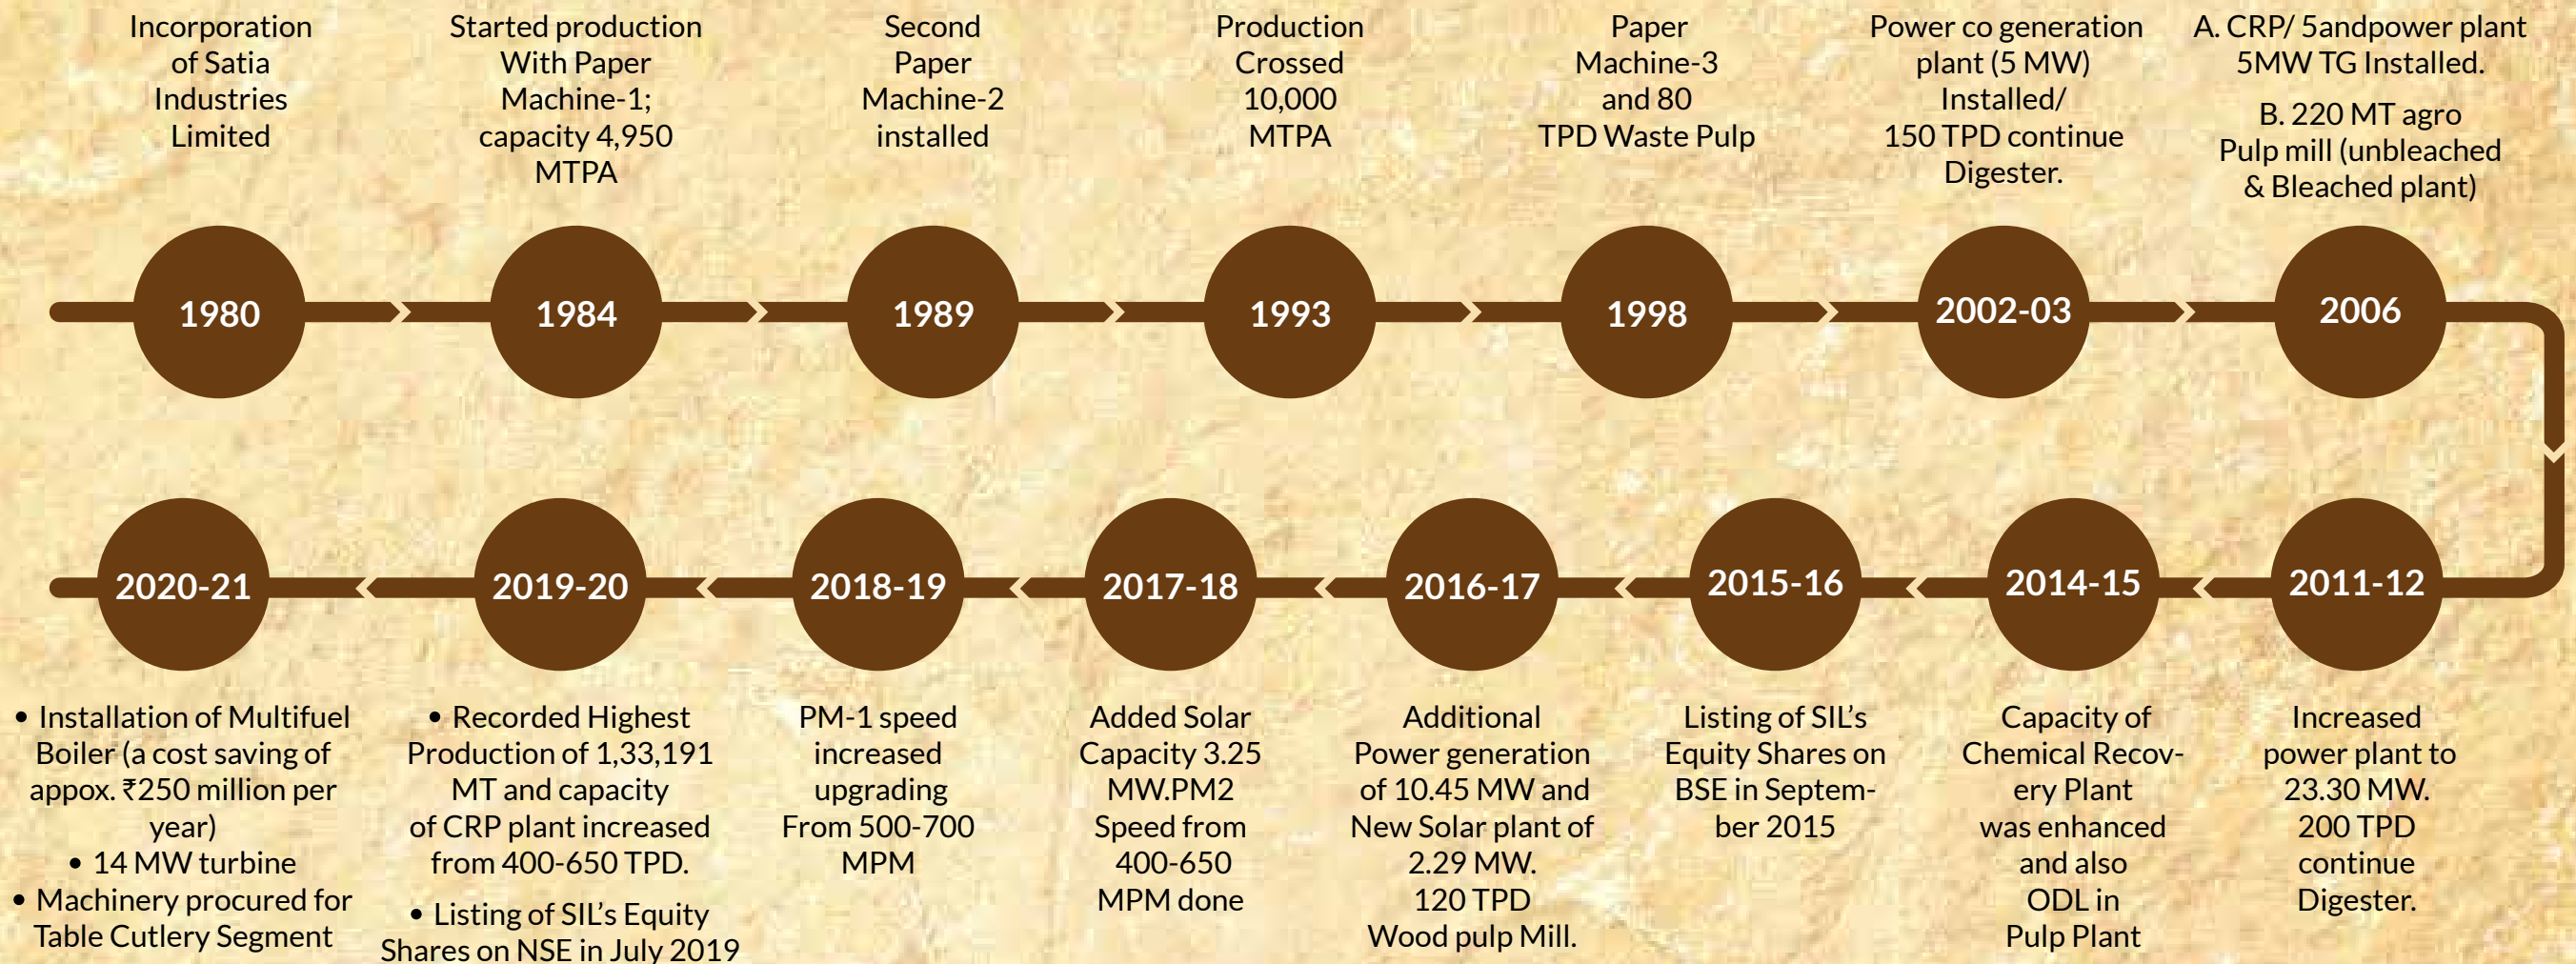 Incorporation
of Satia
Industries
Limited
1980
Started production
With Paper
Machine-1;
capacity 4,950
MTPA
1984
Second
Paper
Machine-2
installed
1989
Production
Crossed
10,000
MTPA
1993
Paper
Machine-3
and 80
TPD Waste Pulp
1998
Power co generation
plant (5 MW)
Installed/
150 TPD continue
Digester.
2002-03
A. CRP/ 5andpower plant
5MW TG Installed.
B. 220 MT agro
Pulp mill (unbleached
& Bleached plant)
2006
2011-12
Increased
power plant to
23.30 MW.
200 TPD
continue
Digester.
2014-15
Capacity of
Chemical Recov-
ery Plant
was enhanced
and also
ODL in
Pulp Plant
2015-16
Listing of SIL’s
Equity Shares on
BSE in Septem-
ber 2015
2016-17
Additional
Power generation
of 10.45 MW and
New Solar plant of
2.29 MW.
120 TPD
Wood pulp Mill.
2017-18
Added Solar
Capacity 3.25
MW.PM2
Speed from
400-650
MPM done
2018-19
PM-1 speed
increased
upgrading
From 500-700
MPM
2019-20
• Recorded Highest
Production of 1,33,191
MT and capacity
of CRP plant increased
from 400-650 TPD.
• Listing of SIL’s Equity
Shares on NSE in July 2019
2020-21
• Installation of Multifuel
Boiler (a cost saving of
appox. ₹250 million per
year)
• 14 MW turbine
• Machinery procured for
Table Cutlery Segment